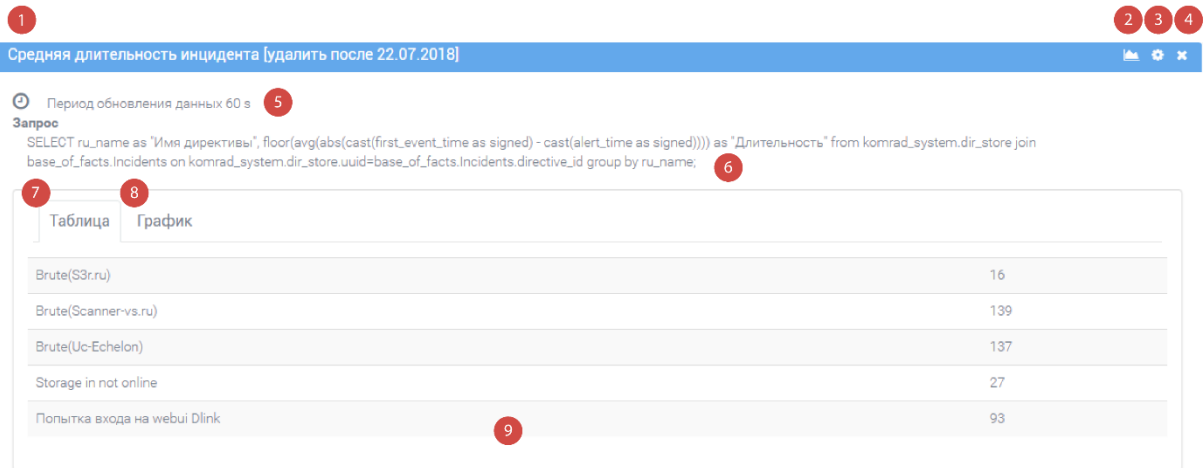 1 2 3 4
Средняя длительность инцидента [удалить после 22.07.2018]
Период обновления данных 60 s 5
Запрос
SELECT ru_name as "Имя директивы", floor(avg(abs(cast(first_event_time as signed) - cast(alert_time as signed)))) as "Длительность" from komrad_system.dir_store join
base_of_facts.Incidents on komrad_system.dir_store.uuid=base_of_facts.Incidents.directive_id group by ru_name; 6
7 8
Таблица График
Brute(S3r.ru) 16
Brute(Scanner-vs.ru) 139
Brute(Uc-Echelon) 137
Storage in not online 27
Попытка входа на webui Dlink 93
9